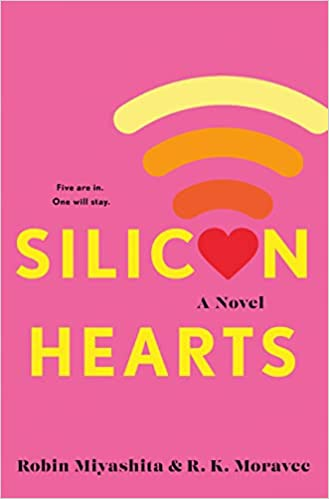 Five are in.
One will stay.
SILICON
A Novel
HEARTS
Robin Miyashita & R. K. Moravec